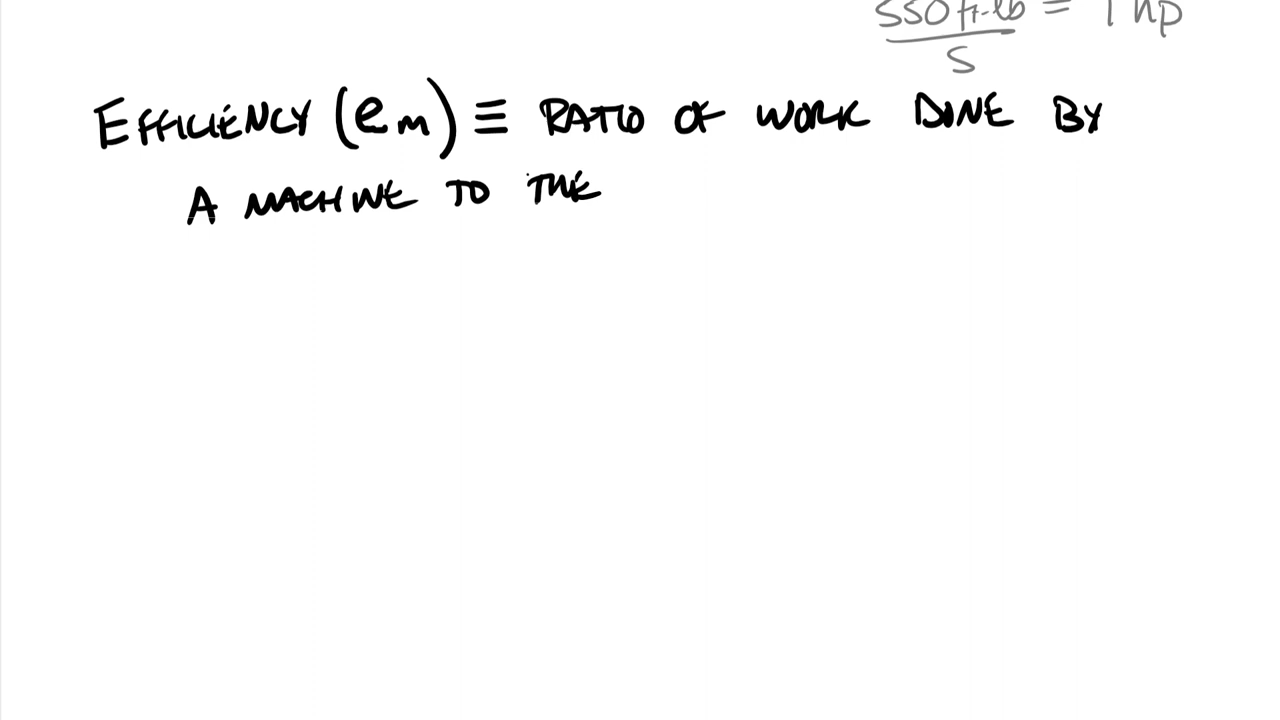 550 ft-lb = 1 hp
s
EFFICIENCY (em) ≡ RATIO OF WORK DONE BY
A MACHINE TO THE